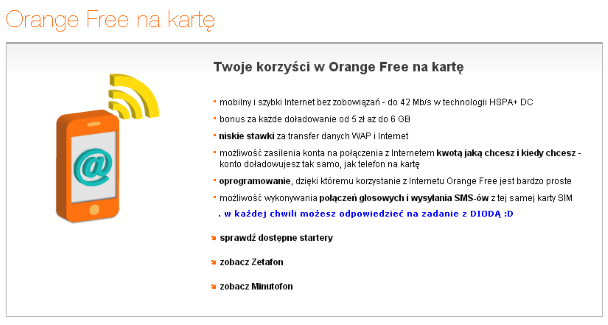 Orange Free na kartę
Twoje korzyści w Orange Free na kartę
mobilny i szybki Internet bez zobowiązań - do 42 Mb/s w technologii HSPA+ DC
bonus za każde doładowanie od 5 zł aż do 6 GB
niskie stawki za transfer danych WAP i Internet
możliwość zasilenia konta na połączenia z Internetem kwotą jaką chcesz i kiedy chcesz -
konto doładowujesz tak samo, jak telefon na kartę
oprogramowanie, dzięki któremu korzystanie z Internetu Orange Free jest bardzo proste
możliwość wykonywania połączeń głosowych i wysyłania SMS-ów z tej samej karty SIM
. w każdej chwili możesz odpowiedzieć na zadanie z DIODĄ :D
sprawdź dostępne startery
zobacz Zetafon
zobacz Minutofon
@